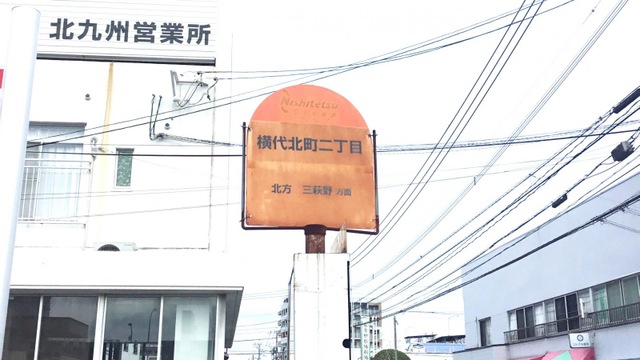 北九州営業所
Nishitetsu
横代北町二丁目
北方 三萩野 方面